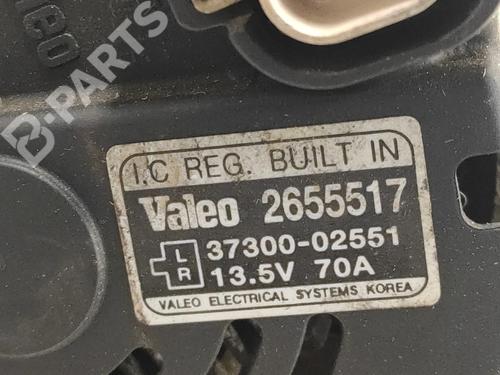 B-PARTS
I.C REG. BUILT IN
Valeo 2655517
L 37300-02551
R 13.5V 70A
VALEO ELECTRICAL SYSTEMS KOREA